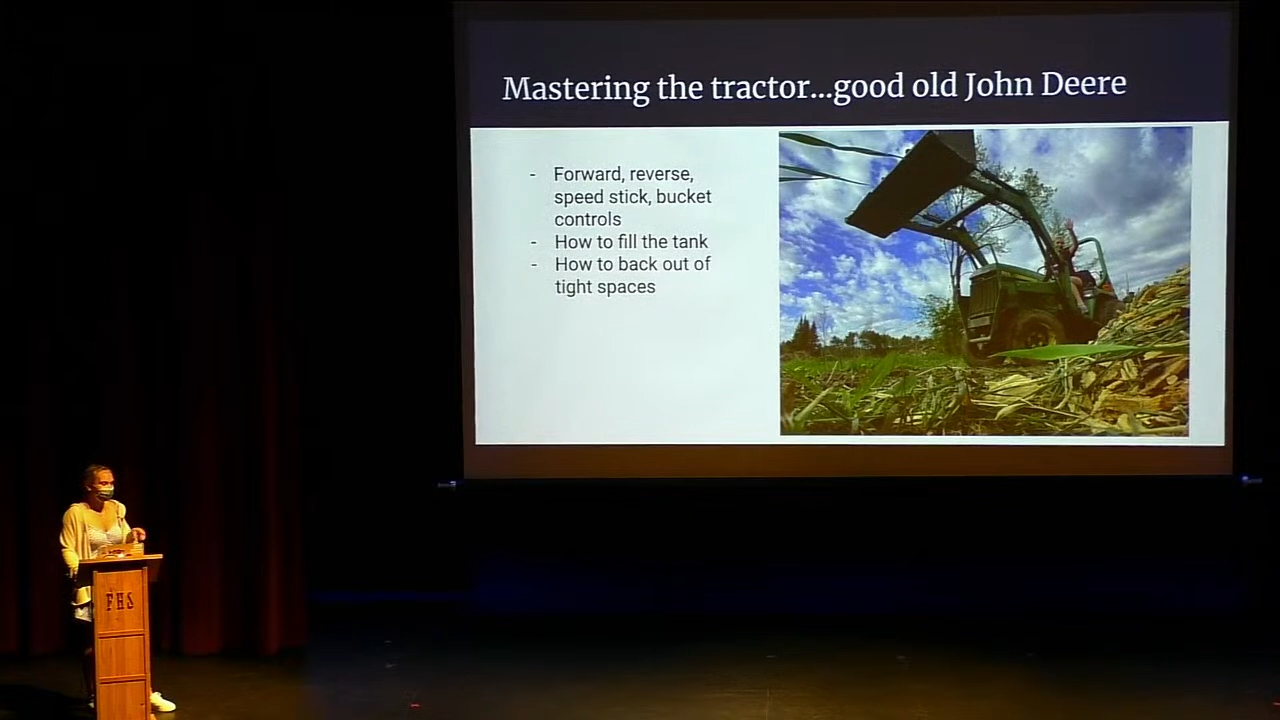 Mastering the tractor...good old John Deere
- Forward, reverse,
speed stick, bucket
controls
- How to fill the tank
- How to back out of
tight spaces
FHS